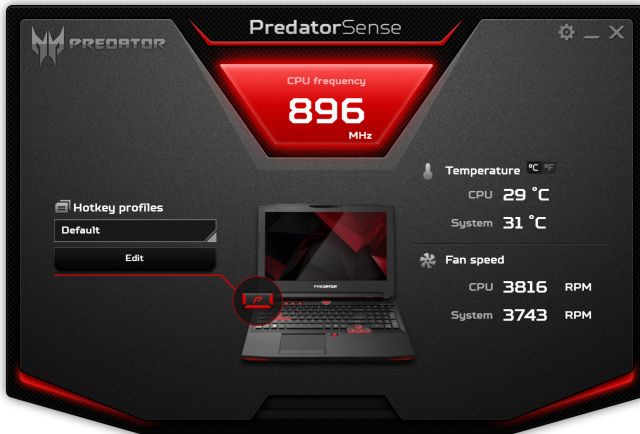 PREDATOR
PredatorSense
CPU frequency
896
MHz
Temperature °C °F
CPU 29 °C
System 31 °C
Hotkey profiles
Default
Edit
Fan speed
CPU 3816 RPM
System 3743 RPM
PREDATOR